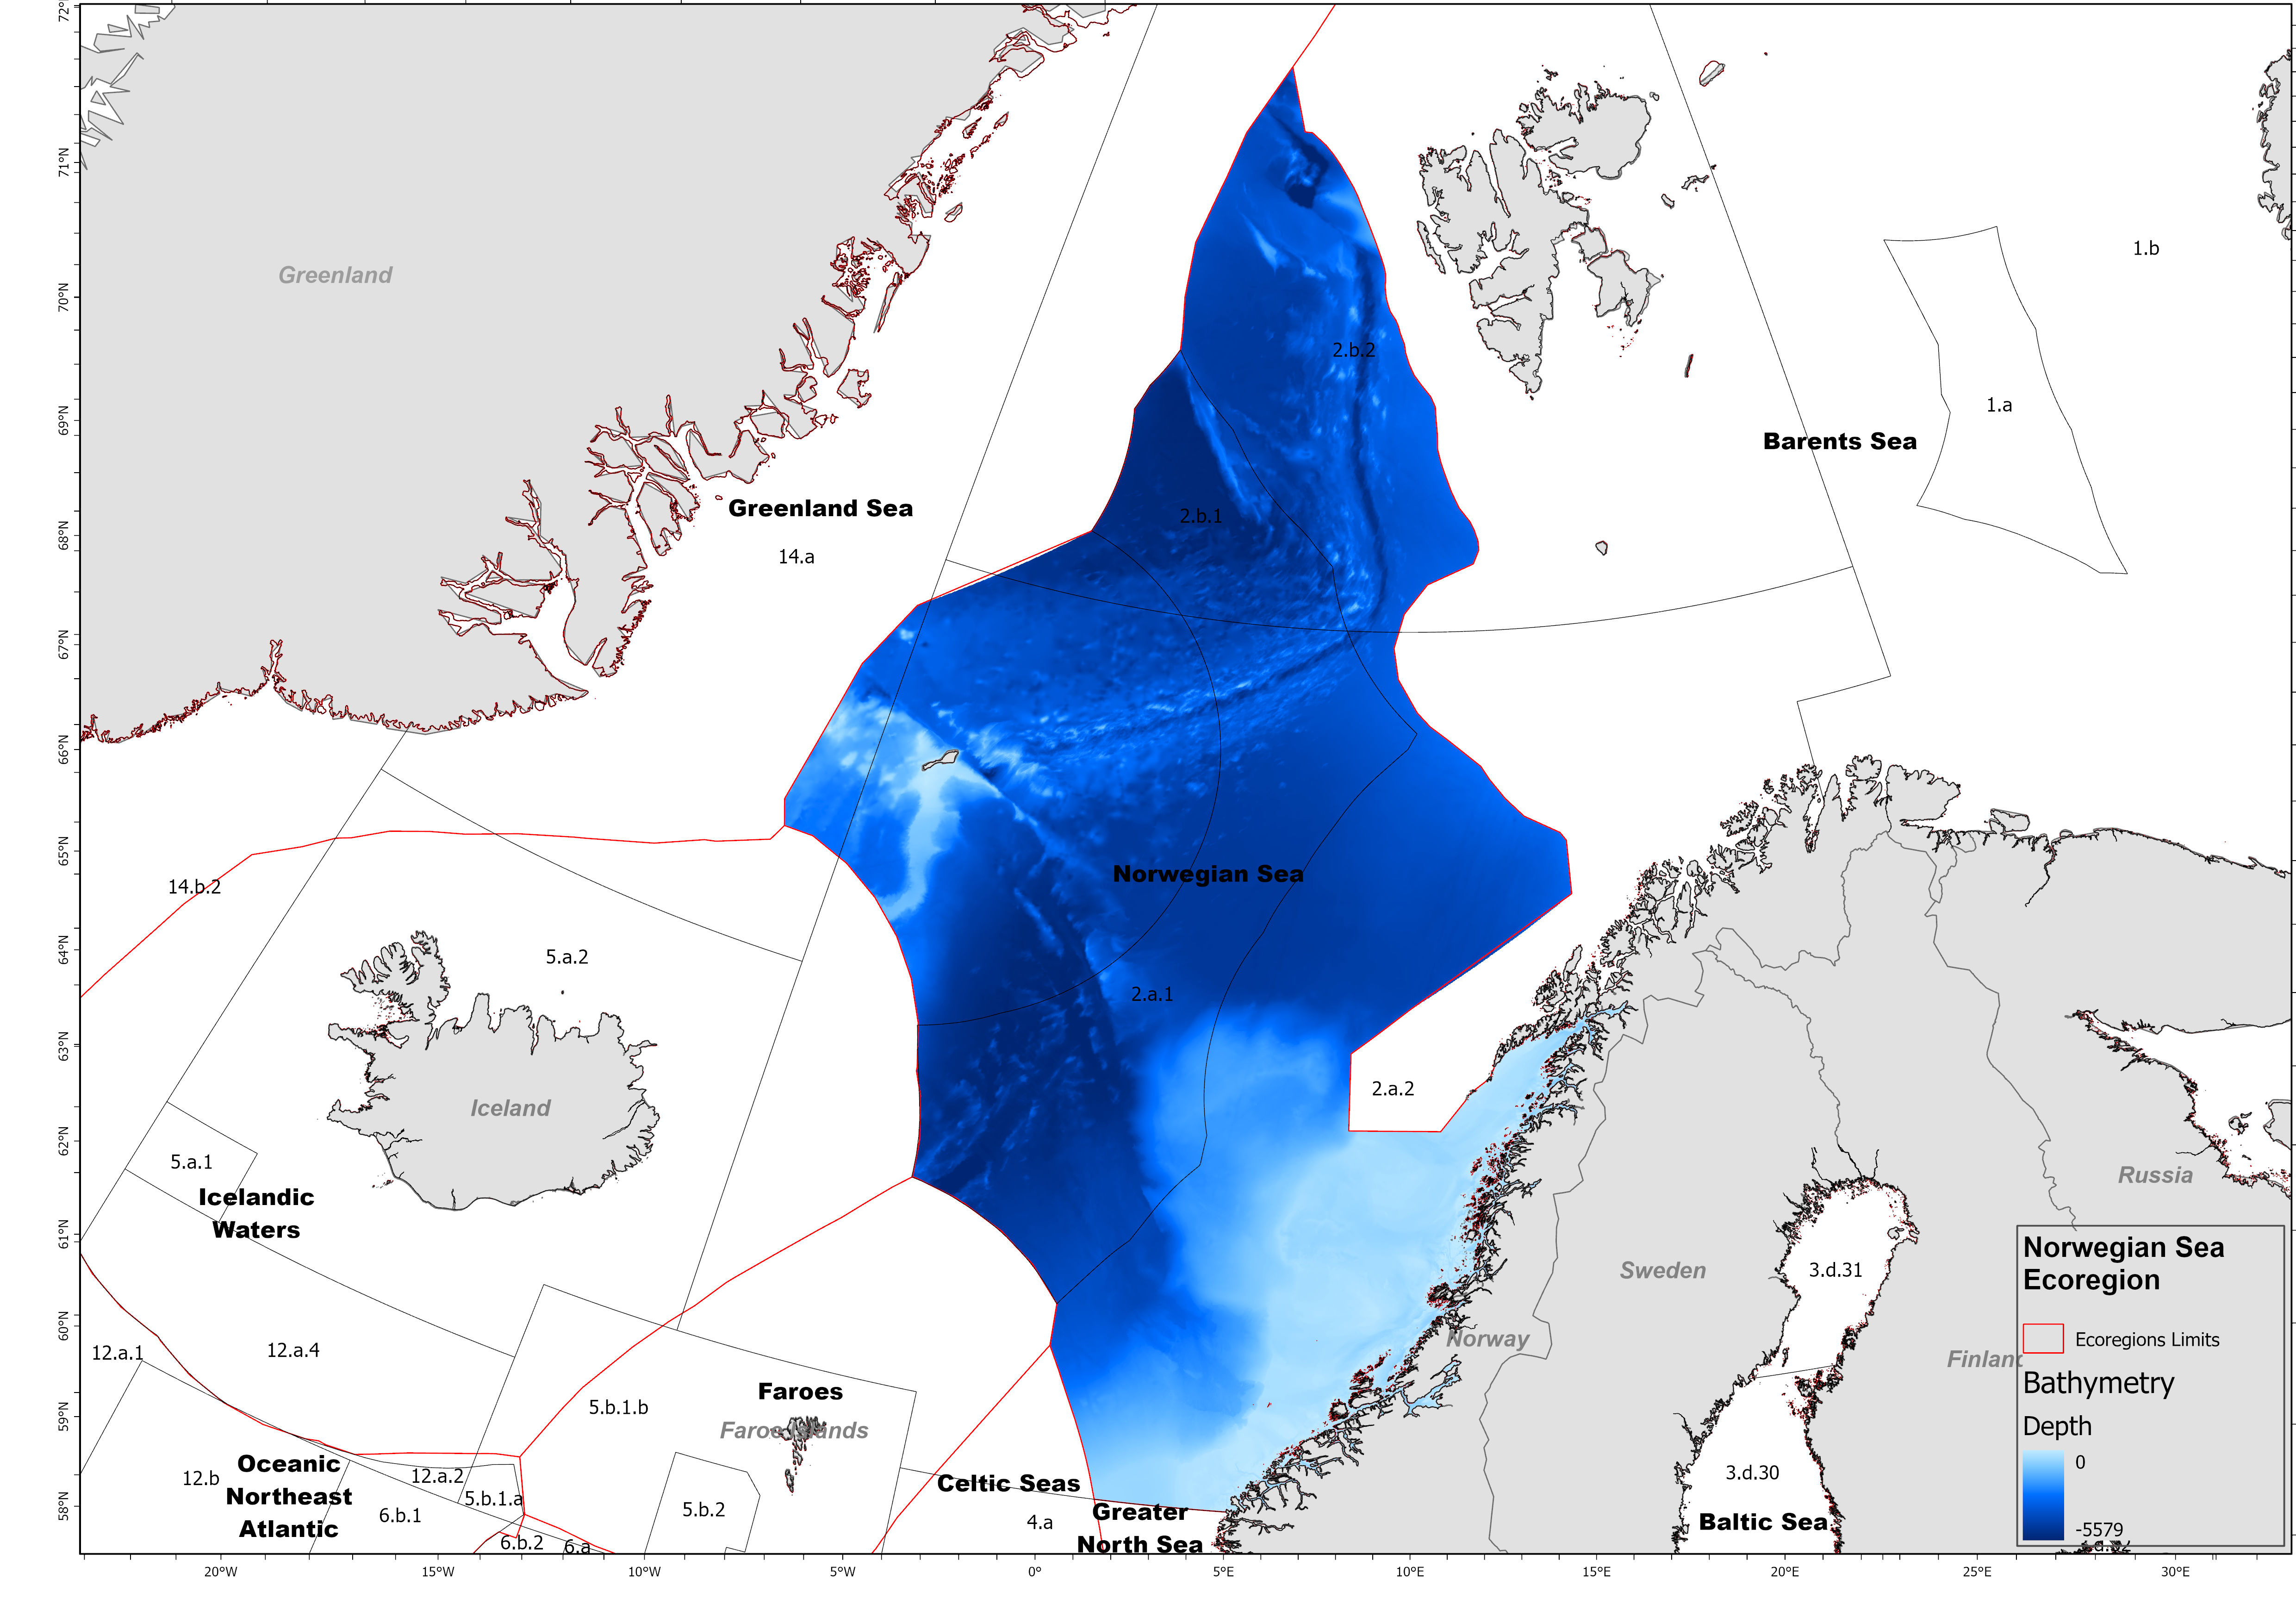 72°
71°N
70°N
69°N
68°N
67°N
66°N
65°N
64°N
63°N
62°N
61°N
60°N
59°N
58°N
Greenland
1.b
2.b.2
1.a
Barents Sea
Greenland Sea
2.b.1
14.a
Norwegian Sea
14.b.2
5.a.2
2.a.1
2.a.2
Iceland
5.a.1
Icelandic
Waters
Russia
Sweden
3.d.31
Norway
12.a.1
12.a.4
Finland
Faroes
5.b.1.b
Faroe Islands
Oceanic
Northeast
Atlantic
12.b
12.a.2
5.b.1.a
6.b.1
6.b.2
6.a
5.b.2
Celtic Seas
4.a
Greater
North Sea
3.d.30
Baltic Sea
Norwegian Sea
Ecoregion
Ecoregions Limits
Bathymetry
Depth
0
-5579
20°W
15°W
10°W
5°W
0°
5°E
10°E
15°E
20°E
25°E
30°E